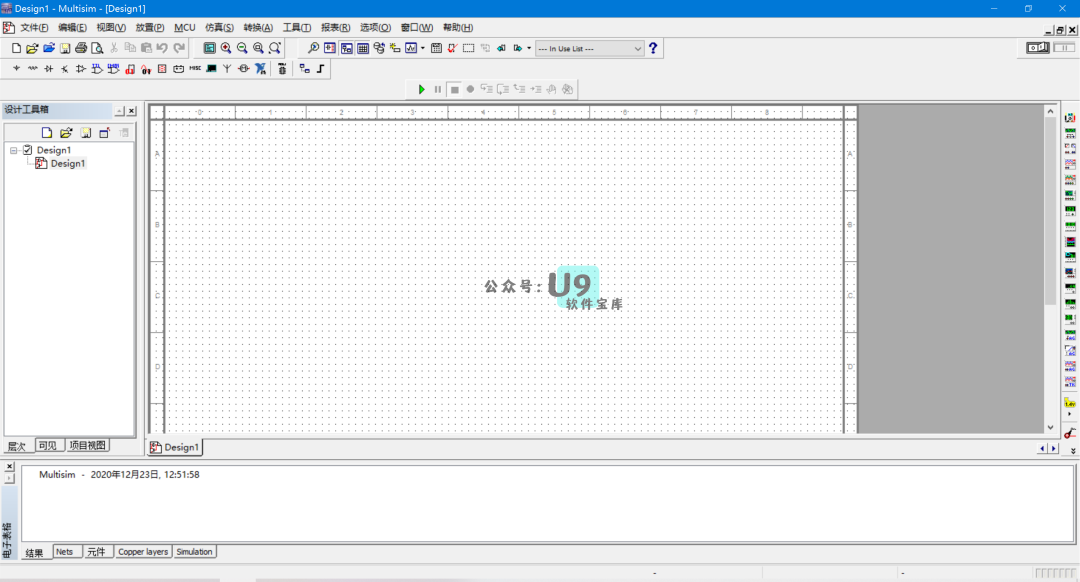 Design1 - Multisim - [Design1]
文件(F) 编辑(E) 视图(V) 放置(P) MCU 仿真(S) 转换(A) 工具(T) 报表(R) 选项(O) 窗口(W) 帮助(H)
--- In Use List ---
MISC
设计工具箱
Design1
Design1
0 1 2 3 4 5 6 7 8
A A
B B
C C
D D
公众号:U9
软件宝库
层次 可见 项目视图
Design1
Multisim - 2020年12月23日, 12:51:58
电子表格
结果 Nets 元件 Copper layers Simulation
- -